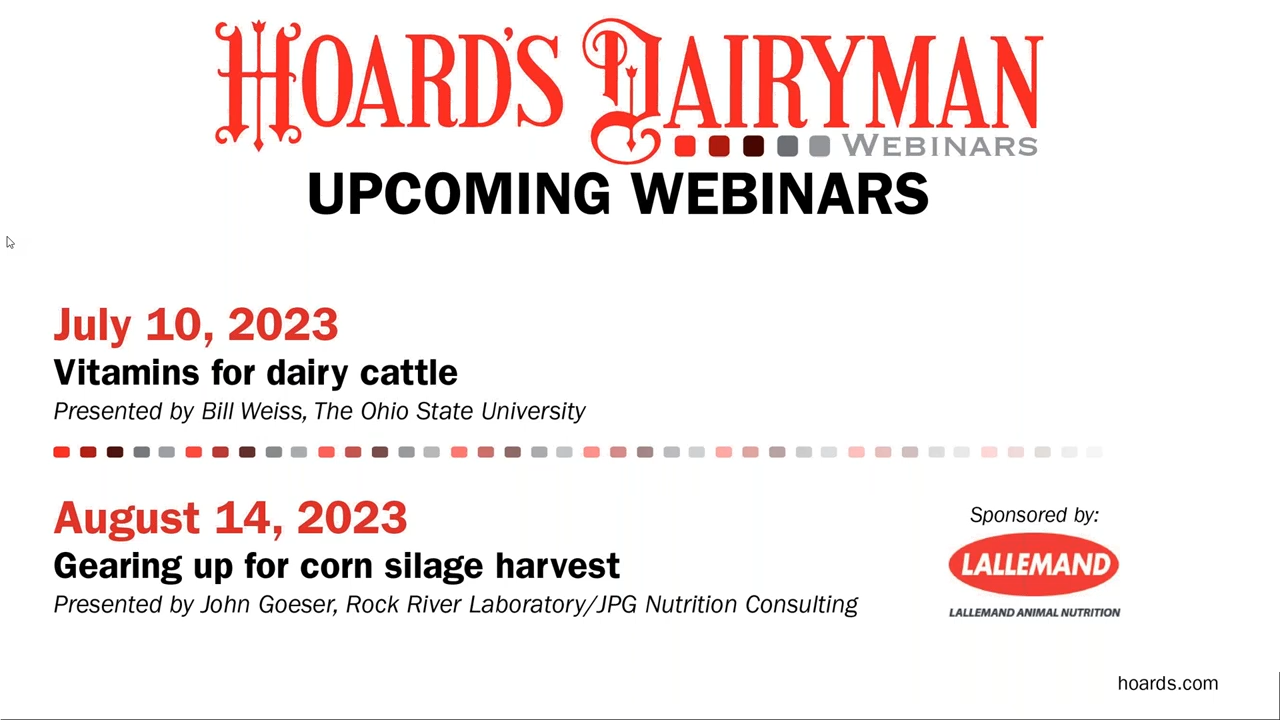 HOARD'S DAIRYMAN
WEBINARS
UPCOMING WEBINARS
July 10, 2023
Vitamins for dairy cattle
Presented by Bill Weiss, The Ohio State University
August 14, 2023
Gearing up for corn silage harvest
Presented by John Goeser, Rock River Laboratory/JPG Nutrition Consulting
Sponsored by:
LALLEMAND
LALLEMAND ANIMAL NUTRITION
hoards.com